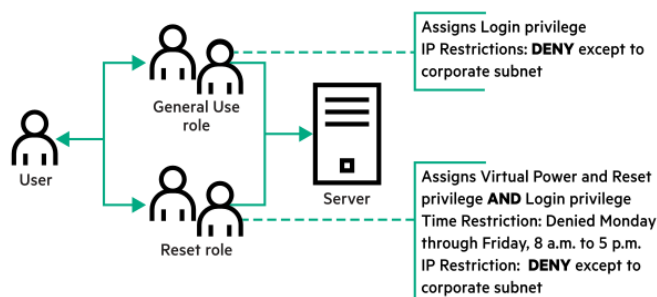 Assigns Login privilege
IP Restrictions: DENY except to
corporate subnet
General Use
role
User
Server
Reset role
Assigns Virtual Power and Reset
privilege AND Login privilege
Time Restriction: Denied Monday
through Friday, 8 a.m. to 5 p.m.
IP Restriction: DENY except to
corporate subnet